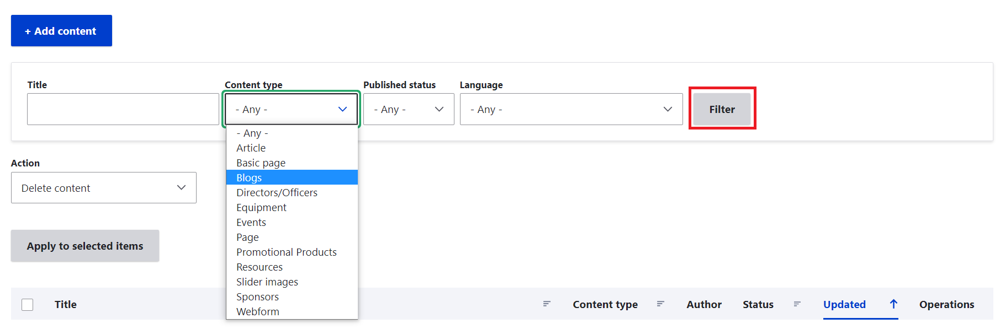 + Add content
Title Content type Published status Language
- Any - - Any - - Any - Filter
- Any -
Article
Basic page
Blogs
Directors/Officers
Equipment
Events
Page
Promotional Products
Resources
Slider images
Sponsors
Webform
Action
Delete content
Apply to selected items
Title Content type Author Status Updated Operations